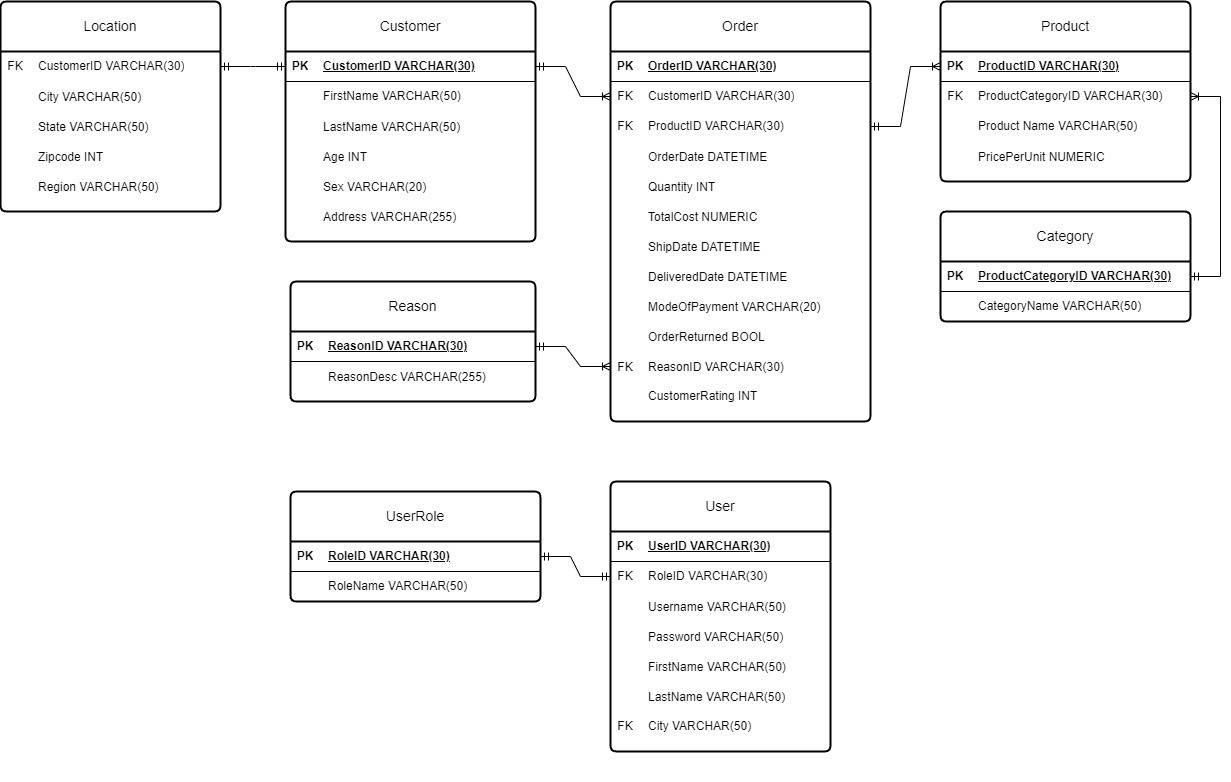 Location
FK CustomerID VARCHAR(30)
City VARCHAR(50)
State VARCHAR(50)
Zipcode INT
Region VARCHAR(50)
Customer
PK CustomerID VARCHAR(30)
FirstName VARCHAR(50)
LastName VARCHAR(50)
Age INT
Sex VARCHAR(20)
Address VARCHAR(255)
Order
PK OrderID VARCHAR(30)
FK CustomerID VARCHAR(30)
FK ProductID VARCHAR(30)
OrderDate DATETIME
Quantity INT
TotalCost NUMERIC
ShipDate DATETIME
DeliveredDate DATETIME
ModeOfPayment VARCHAR(20)
OrderReturned BOOL
FK ReasonID VARCHAR(30)
CustomerRating INT
Product
PK ProductID VARCHAR(30)
FK ProductCategoryID VARCHAR(30)
Product Name VARCHAR(50)
PricePerUnit NUMERIC
Category
PK ProductCategoryID VARCHAR(30)
CategoryName VARCHAR(50)
Reason
PK ReasonID VARCHAR(30)
ReasonDesc VARCHAR(255)
UserRole
PK RoleID VARCHAR(30)
RoleName VARCHAR(50)
User
PK UserID VARCHAR(30)
FK RoleID VARCHAR(30)
Username VARCHAR(50)
Password VARCHAR(50)
FirstName VARCHAR(50)
LastName VARCHAR(50)
FK City VARCHAR(50)